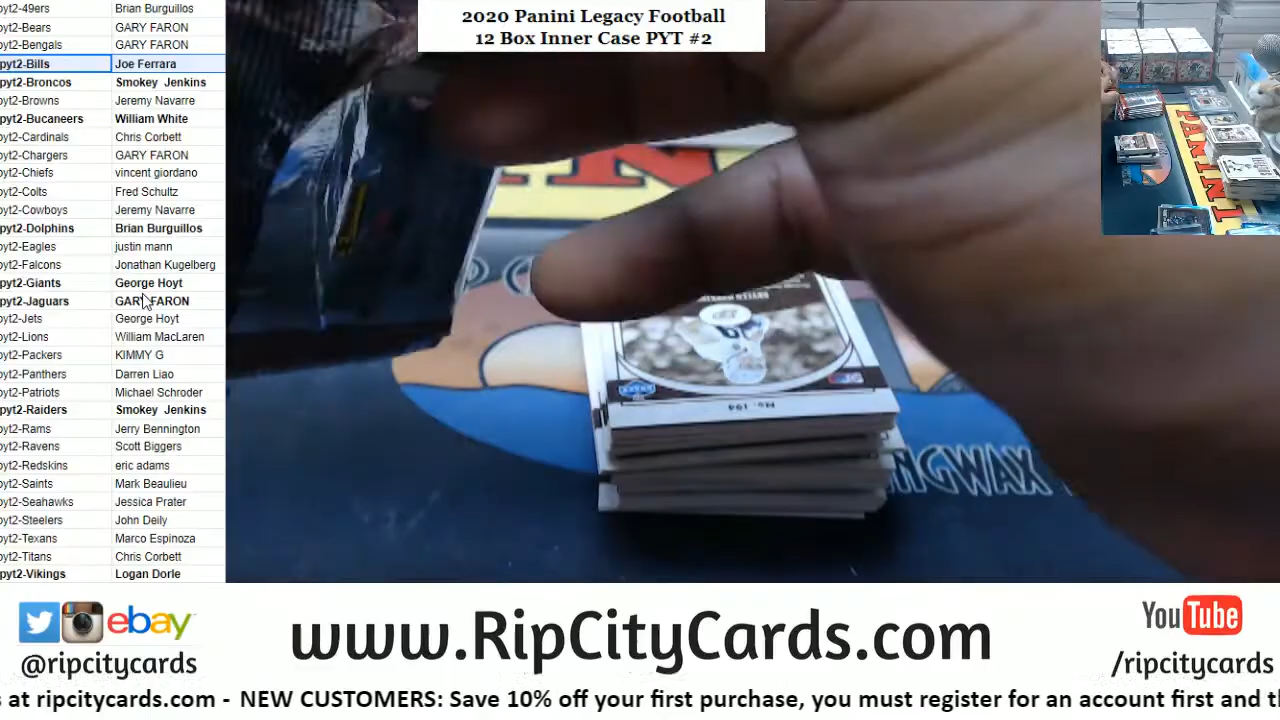 pyt2-49ers Brian Burguillos
pyt2-Bears GARY FARON
pyt2-Bengals GARY FARON
pyt2-Bills Joe Ferrara
pyt2-Broncos Smokey Jenkins
pyt2-Browns Jeremy Navarre
pyt2-Bucaneers William White
pyt2-Cardinals Chris Corbett
pyt2-Chargers GARY FARON
pyt2-Chiefs vincent giordano
pyt2-Colts Fred Schultz
pyt2-Cowboys Jeremy Navarre
pyt2-Dolphins Brian Burguillos
pyt2-Eagles justin mann
pyt2-Falcons Jonathan Kugelberg
pyt2-Giants George Hoyt
pyt2-Jaguars GARY FARON
pyt2-Jets George Hoyt
pyt2-Lions William MacLaren
pyt2-Packers KIMMY G
pyt2-Panthers Darren Liao
pyt2-Patriots Michael Schroder
pyt2-Raiders Smokey Jenkins
pyt2-Rams Jerry Bennington
pyt2-Ravens Scott Biggers
pyt2-Redskins eric adams
pyt2-Saints Mark Beaulieu
pyt2-Seahawks Jessica Prater
pyt2-Steelers John Deily
pyt2-Texans Marco Espinoza
pyt2-Titans Chris Corbett
pyt2-Vikings Logan Dorle
2020 Panini Legacy Football
12 Box Inner Case PYT #2
PANINI
No. 194
NGWAX
ebay
@ripcitycards
www.RipCityCards.com
YouTube
/ripcitycards
s at ripcitycards.com - NEW CUSTOMERS: Save 10% off your first purchase, you must register for an account first and th